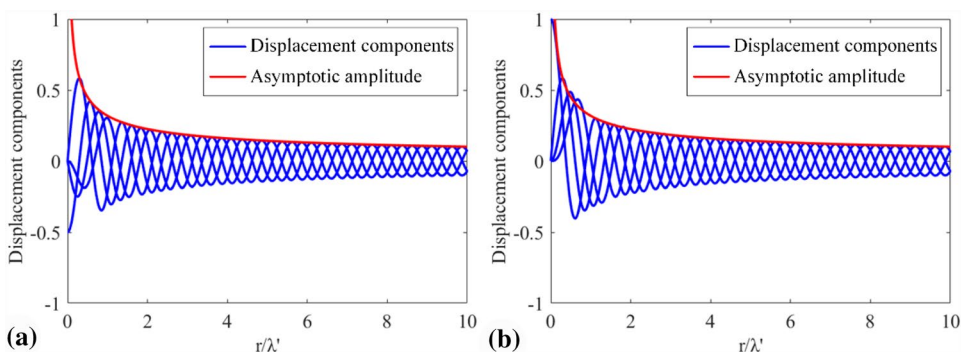 1
0.5
0
-0.5
-1
0
2
4
6
8
10
Displacement components
r/λ'
Displacement components
Asymptotic amplitude
(a)
1
0.5
0
-0.5
-1
0
2
4
6
8
10
Displacement components
r/λ'
Displacement components
Asymptotic amplitude
(b)